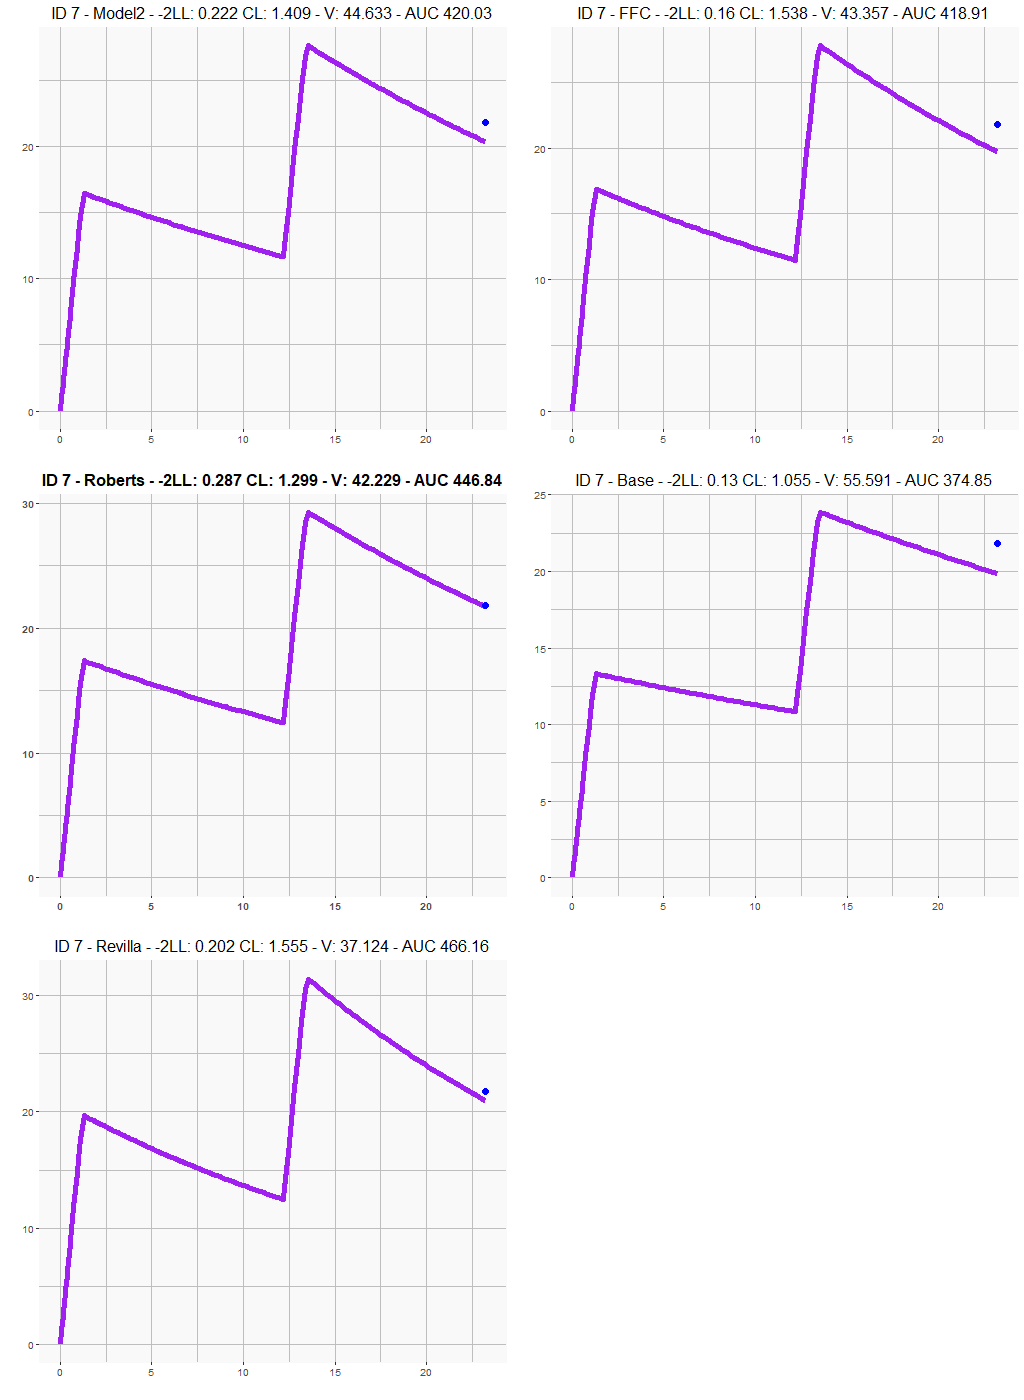 ID 7 - Model2 - -2LL: 0.222 CL: 1.409 - V: 44.633 - AUC 420.03
20
10
0
0 5 10 15 20
ID 7 - FFC - -2LL: 0.16 CL: 1.538 - V: 43.357 - AUC 418.91
20
10
0
0 5 10 15 20
ID 7 - Roberts - -2LL: 0.287 CL: 1.299 - V: 42.229 - AUC 446.84
30
20
10
0
0 5 10 15 20
ID 7 - Base - -2LL: 0.13 CL: 1.055 - V: 55.591 - AUC 374.85
25
20
15
10
5
0
0 5 10 15 20
ID 7 - Revilla - -2LL: 0.202 CL: 1.555 - V: 37.124 - AUC 466.16
30
20
10
0
0 5 10 15 20